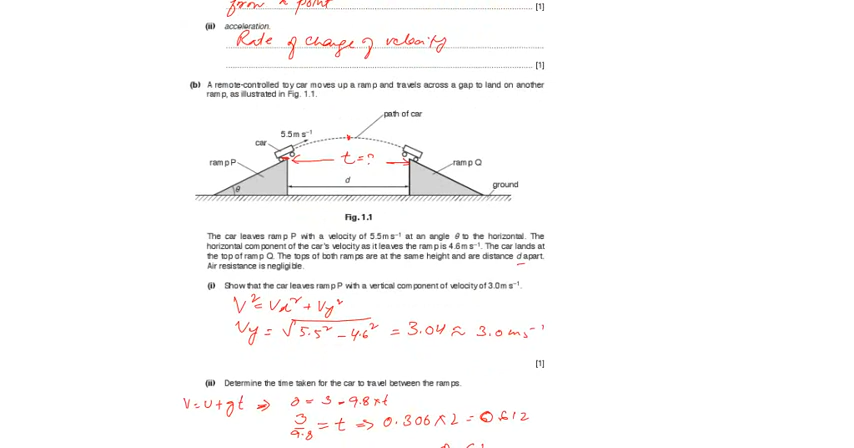 from a point [1]
(ii) acceleration.
Rate of change of velocity
[1]
(b) A remote-controlled toy car moves up a ramp and travels across a gap to land on another
ramp, as illustrated in Fig. 1.1.
path of car
5.5 m s⁻¹
car
ramp P
t = ?
ramp Q
d
ground
θ
Fig. 1.1
The car leaves ramp P with a velocity of 5.5 m s⁻¹ at an angle θ to the horizontal. The
horizontal component of the car's velocity as it leaves the ramp is 4.6 m s⁻¹. The car lands at
the top of ramp Q. The tops of both ramps are at the same height and are distance d apart.
Air resistance is negligible.
(i) Show that the car leaves ramp P with a vertical component of velocity of 3.0 m s⁻¹.
V² = Vx² + Vy²
Vy = √5.5² - 4.6² = 3.04 ≈ 3.0 ms⁻¹
[1]
(ii) Determine the time taken for the car to travel between the ramps.
V = u + gt ⇒ 0 = 3 - 9.8 × t
3/9.8 = t ⇒ 0.306 × 2 = 0.612